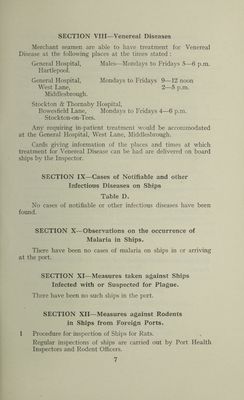 SECTION VIII—Venereal Diseases
Merchant seamen are able to have treatment for Venereal
Disease at the following places at the times stated :
General Hospital, Males—Mondays to Fridays 5—6 p.m.
Hartlepool.
General Hospital, Mondays to Fridays 9—12 noon
West Lane, 2—5 p.m.
Middlesbrough.
Stockton & Thornaby Hospital,
Bowesfield Lane, Mondays to Fridays 4—6 p.m.
Stockton-on-Tees.
Any requiring in-patient treatment would be accommodated
at the General Hospital, West Lane, Middlesbrough.
Cards giving information of the places and times at which
treatment for Venereal Disease can be had are delivered on board
ships by the Inspector.
SECTION IX—Cases of Notifiable and other
Infectious Diseases on Ships
Table D.
No cases of notifiable or other infectious diseases have been
found.
SECTION X—Observations on the occurrence of
Malaria in Ships.
There have been no cases of malaria on ships in or arriving
at the port.
SECTION XI—Measures taken against Ships
Infected with or Suspected for Plague.
There have been no such ships in the port.
SECTION XII—Measures against Rodents
in Ships from Foreign Ports.
1 Procedure for inspection of Ships for Rats.
Regular inspections of ships are carried out by Port Health
Inspectors and Rodent Officers.
7